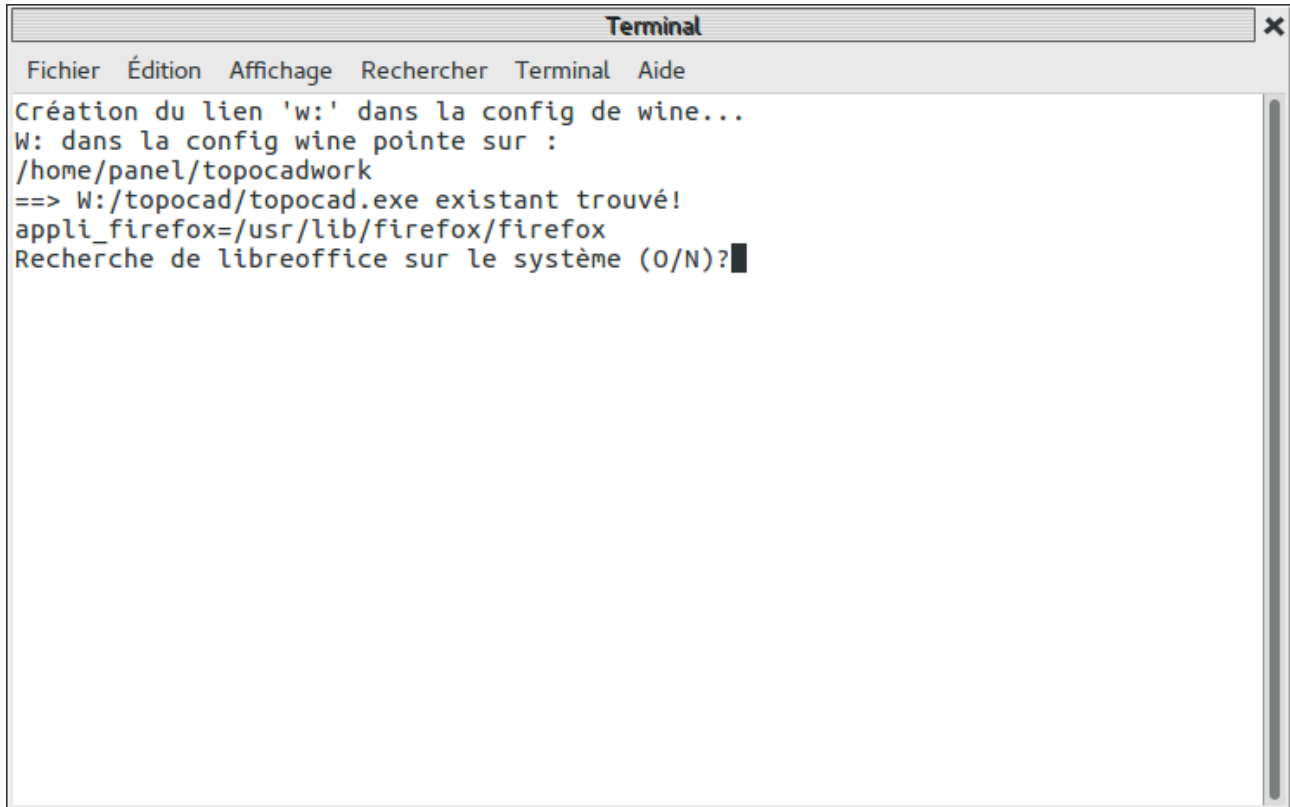 Terminal
Fichier Édition Affichage Rechercher Terminal Aide
Création du lien 'w:' dans la config de wine...
W: dans la config wine pointe sur :
/home/panel/topocadwork
==> W:/topocad/topocad.exe existant trouvé!
appli_firefox=/usr/lib/firefox/firefox
Recherche de libreoffice sur le système (O/N)?